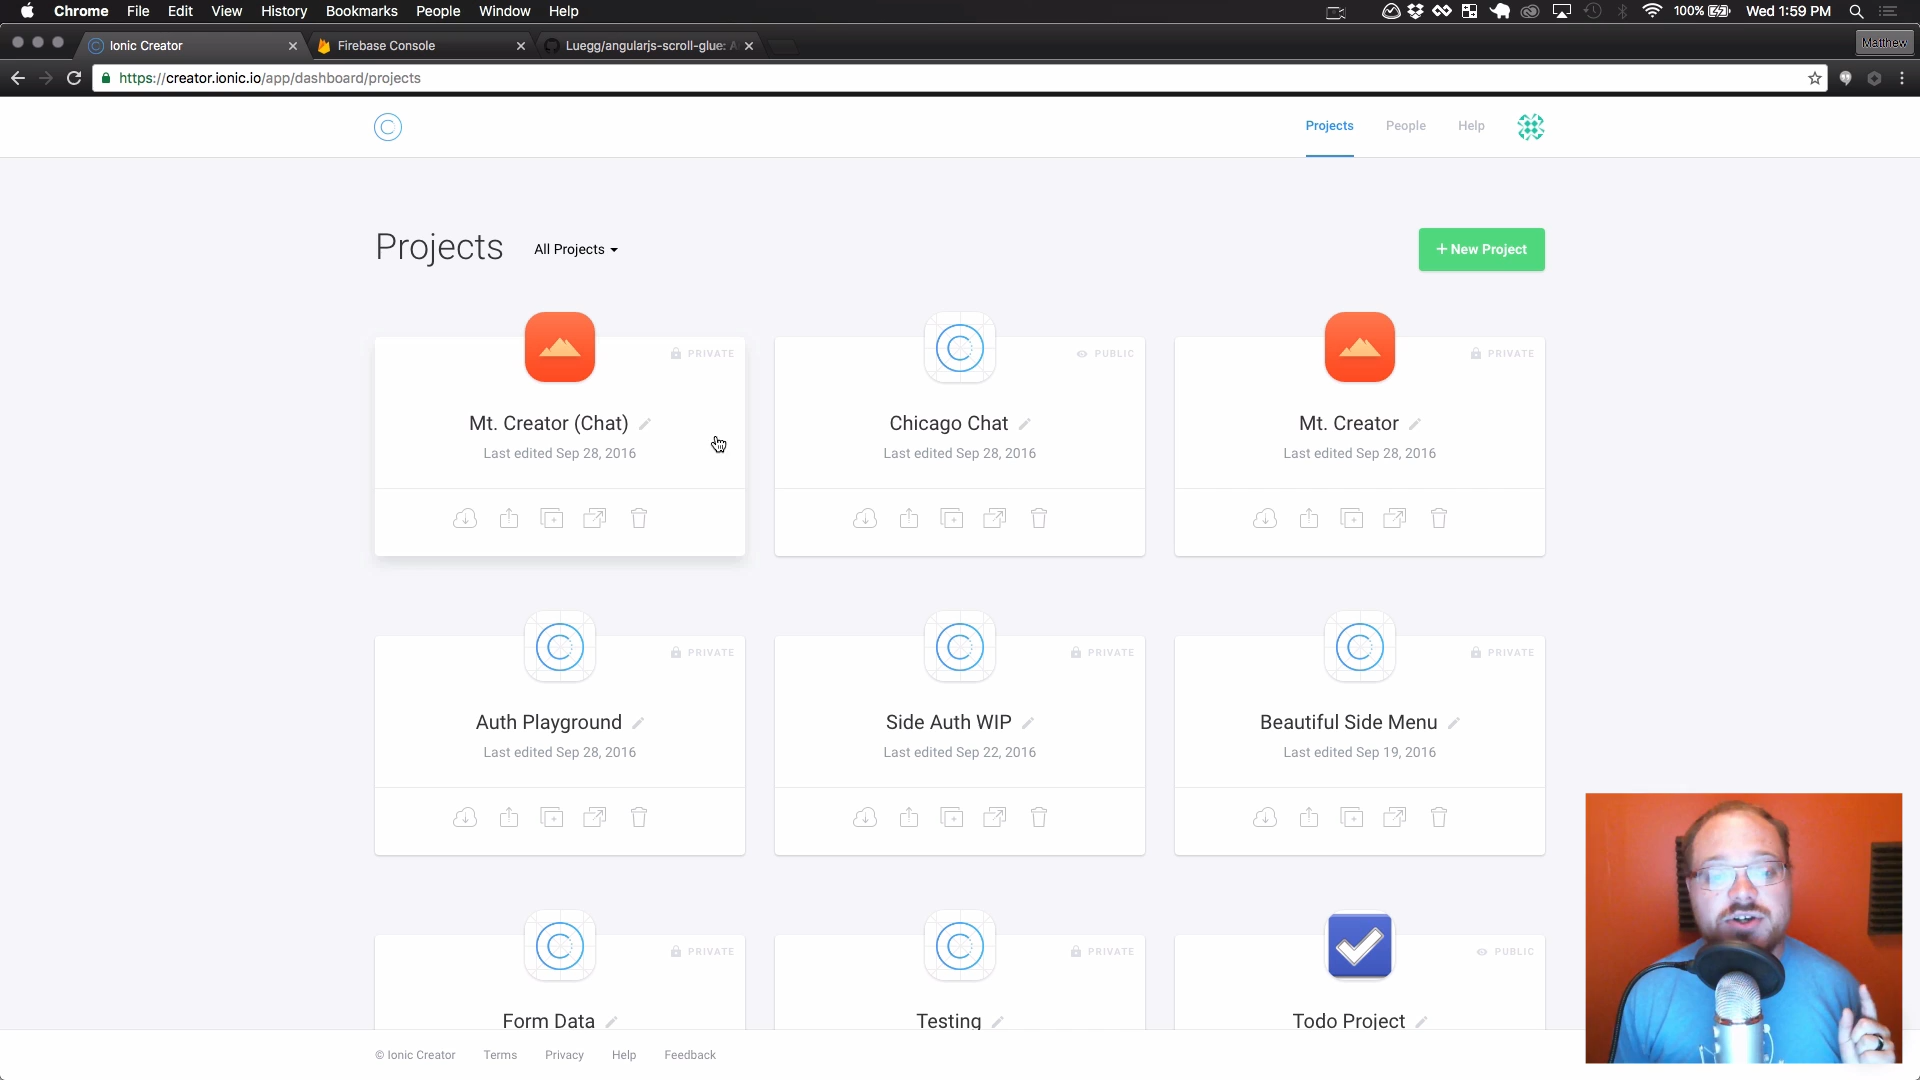 Chrome File Edit View History Bookmarks People Window Help 100% Wed 1:59 PM
Ionic Creator Firebase Console Luegg/angularjs-scroll-glue: A Matthew
https://creator.ionic.io/app/dashboard/projects
Projects People Help
Projects All Projects + New Project
PRIVATE PUBLIC PRIVATE
Mt. Creator (Chat) Chicago Chat Mt. Creator
Last edited Sep 28, 2016 Last edited Sep 28, 2016 Last edited Sep 28, 2016
PRIVATE PRIVATE PRIVATE
Auth Playground Side Auth WIP Beautiful Side Menu
Last edited Sep 28, 2016 Last edited Sep 22, 2016 Last edited Sep 19, 2016
PRIVATE PRIVATE PUBLIC
Form Data Testing Todo Project
© Ionic Creator Terms Privacy Help Feedback